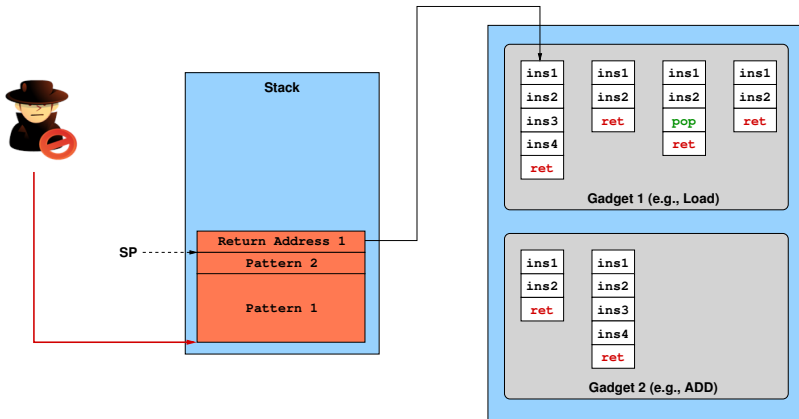 Stack
Return Address 1
SP
Pattern 2
Pattern 1
ins1
ins2
ins3
ins4
ret
ins1
ins2
ret
ins1
ins2
pop
ret
ins1
ins2
ret
Gadget 1 (e.g., Load)
ins1
ins2
ret
ins1
ins2
ins3
ins4
ret
Gadget 2 (e.g., ADD)